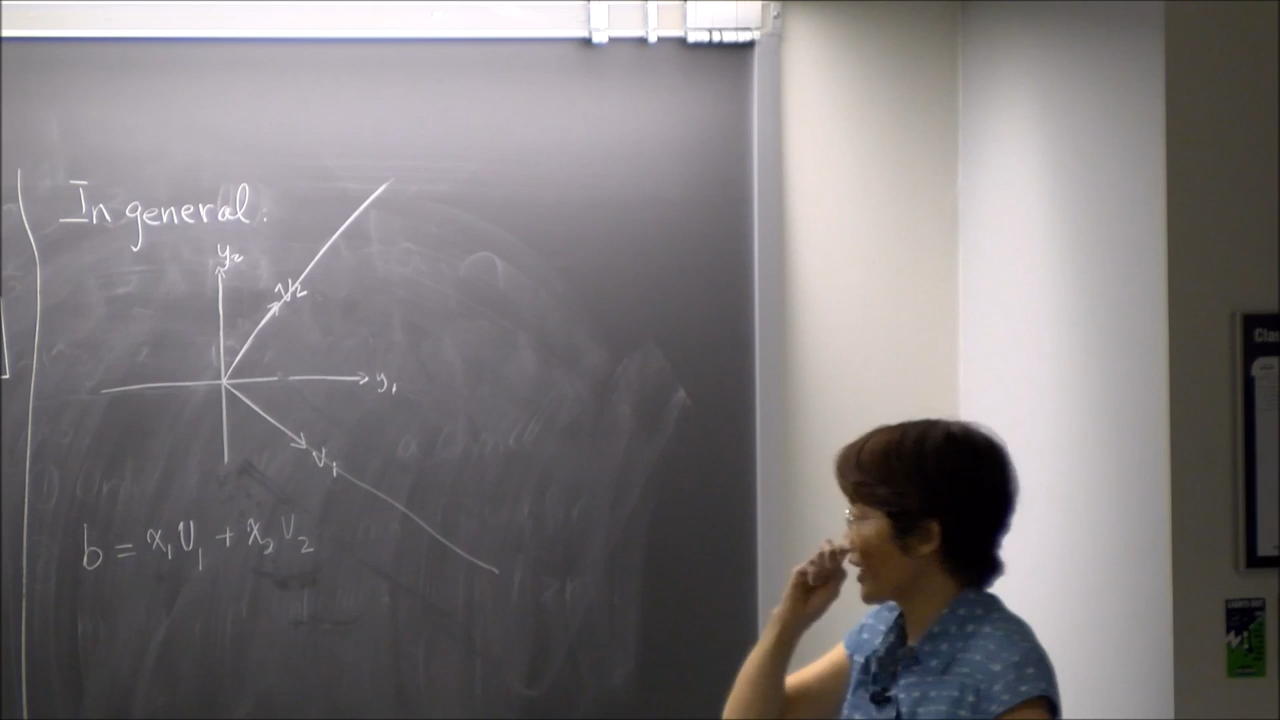 In general:
y₂
v₂
y₁
v₁
b = x₁v₁ + x₂v₂